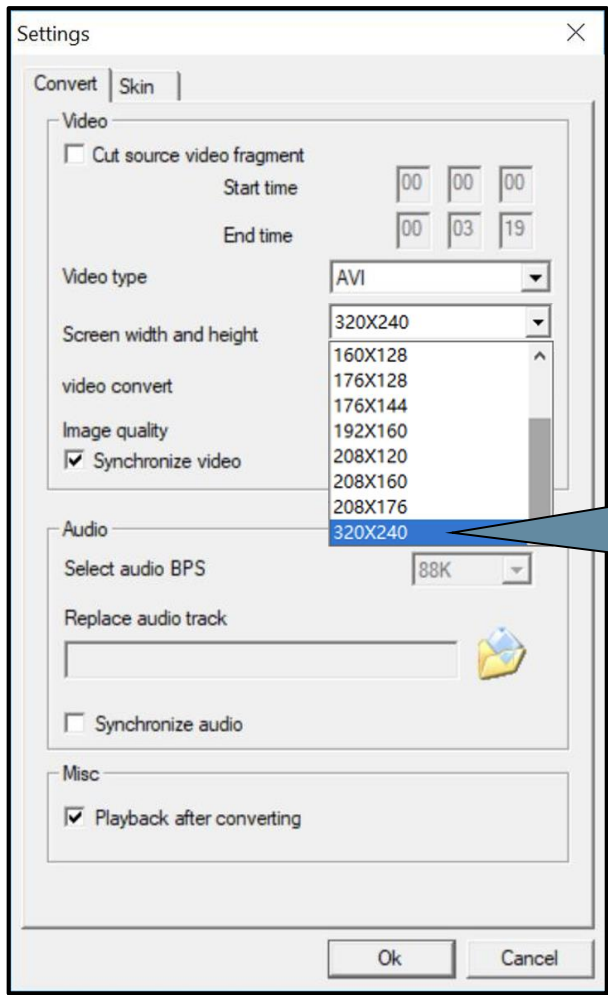 Settings
Convert Skin
Video
Cut source video fragment
Start time 00 00 00
End time 00 03 19
Video type AVI
Screen width and height 320X240
160X128
176X128
176X144
192X160
208X120
208X160
208X176
320X240
video convert
Image quality
Synchronize video
Audio
Select audio BPS 88K
Replace audio track
Synchronize audio
Misc
Playback after converting
Ok Cancel